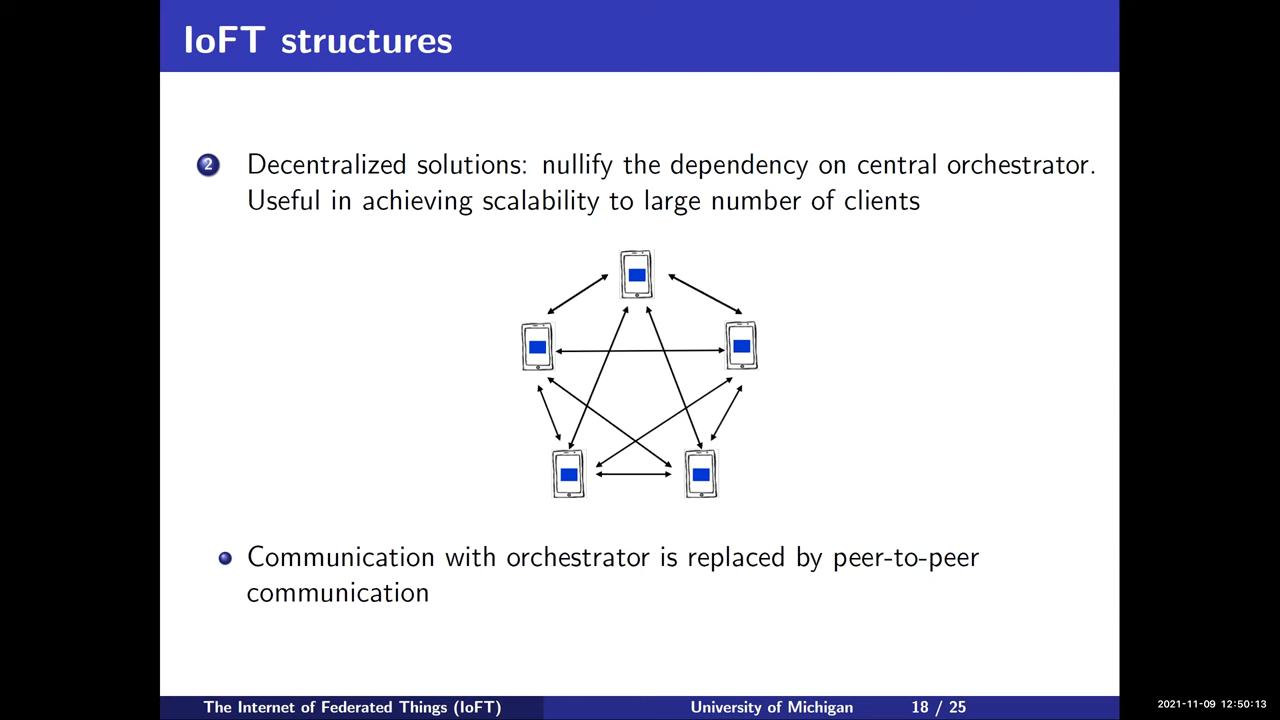 IoFT structures
2 Decentralized solutions: nullify the dependency on central orchestrator.
Useful in achieving scalability to large number of clients
Communication with orchestrator is replaced by peer-to-peer
communication
The Internet of Federated Things (IoFT) University of Michigan 18 / 25
2021-11-09 12:50:13